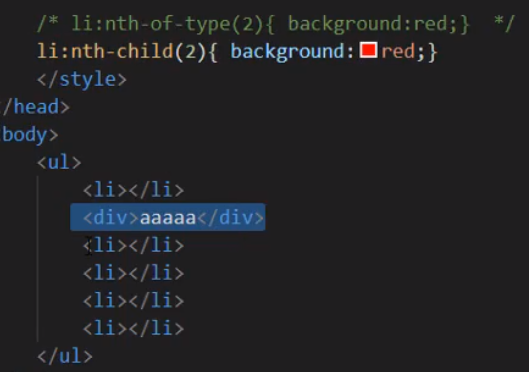 /* li:nth-of-type(2){ background:red;}  */
li:nth-child(2){ background:red;}
</style>
/head>
body>
<ul>
<li></li>
<div>aaaaa</div>
<li></li>
<li></li>
<li></li>
<li></li>
</ul>